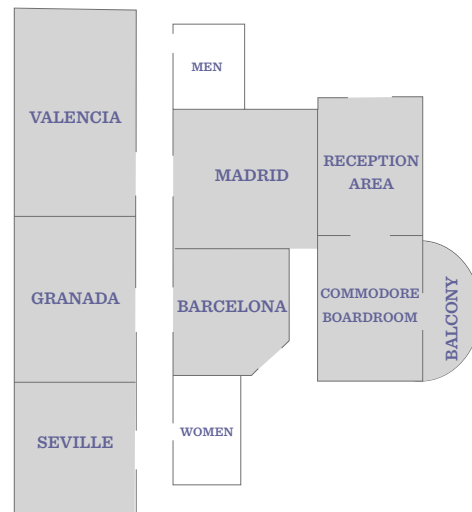 MEN
VALENCIA
MADRID
RECEPTION
AREA
GRANADA
BARCELONA
COMMODORE
BOARDROOM
BALCONY
SEVILLE
WOMEN